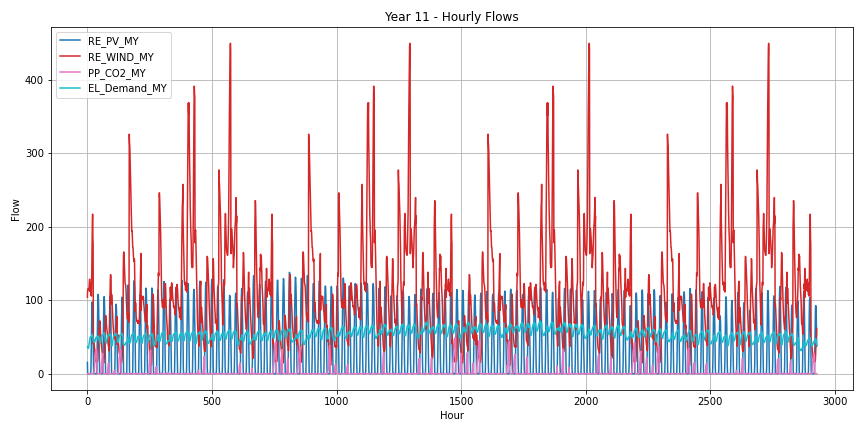 Year 11 - Hourly Flows
RE_PV_MY
RE_WIND_MY
PP_CO2_MY
EL_Demand_MY
400
300
200
100
0
Flow
0 500 1000 1500 2000 2500 3000
Hour